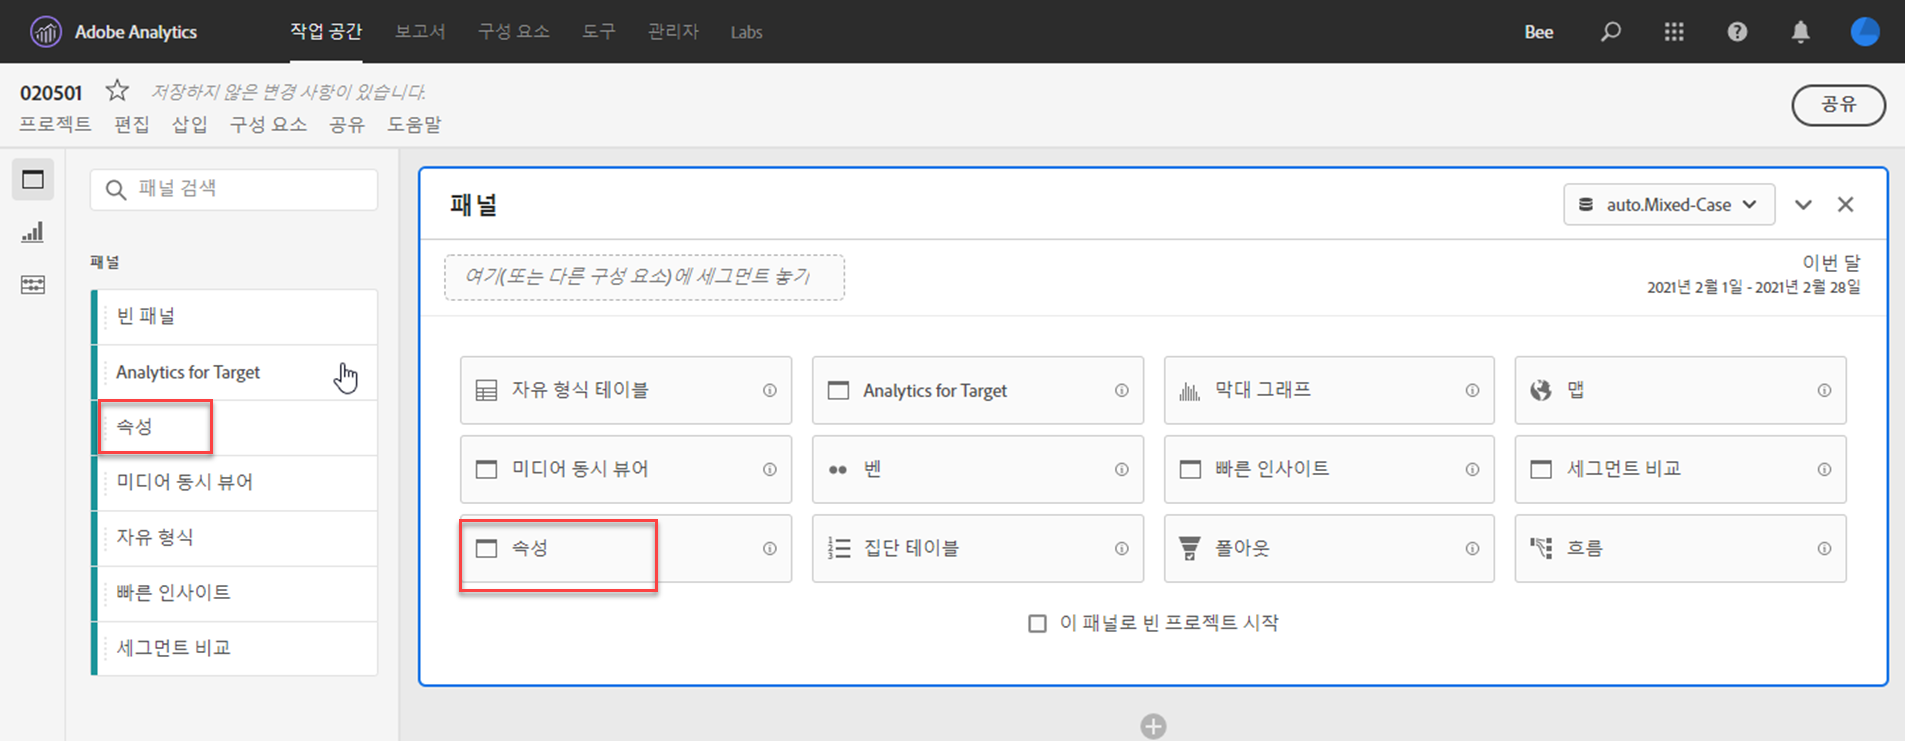 Adobe Analytics 작업 공간 보고서 구성 요소 도구 관리자 Labs Bee
020501 저장하지 않은 변경 사항이 있습니다.
프로젝트 편집 삽입 구성 요소 공유 도움말
공유
패널 검색
패널
빈 패널
Analytics for Target
속성
미디어 동시 뷰어
자유 형식
빠른 인사이트
세그먼트 비교
패널
auto.Mixed-Case
여기(또는 다른 구성 요소)에 세그먼트 놓기
이번 달
2021년 2월 1일 - 2021년 2월 28일
자유 형식 테이블 Analytics for Target 막대 그래프 맵
미디어 동시 뷰어 벤 빠른 인사이트 세그먼트 비교
속성 집단 테이블 폴아웃 흐름
이 패널로 빈 프로젝트 시작